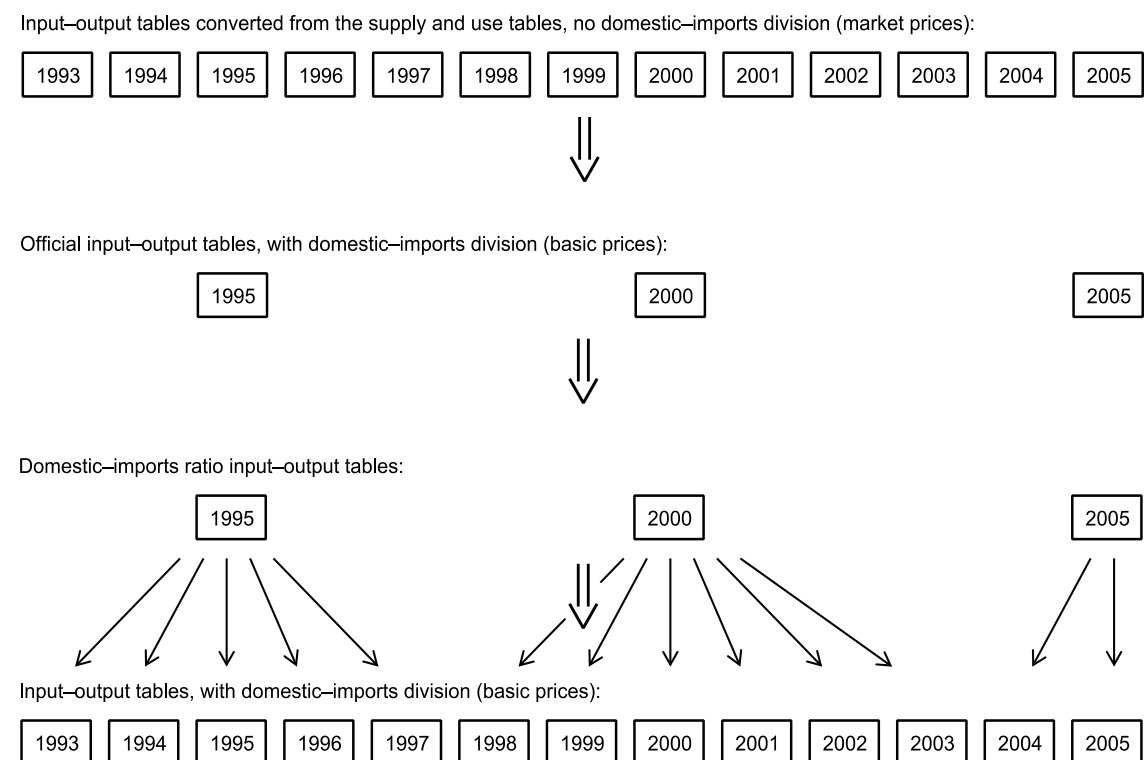 Input–output tables converted from the supply and use tables, no domestic–imports division (market prices):
1993 1994 1995 1996 1997 1998 1999 2000 2001 2002 2003 2004 2005
Official input–output tables, with domestic–imports division (basic prices):
1995 2000 2005
Domestic–imports ratio input–output tables:
1995 2000 2005
Input–output tables, with domestic–imports division (basic prices):
1993 1994 1995 1996 1997 1998 1999 2000 2001 2002 2003 2004 2005